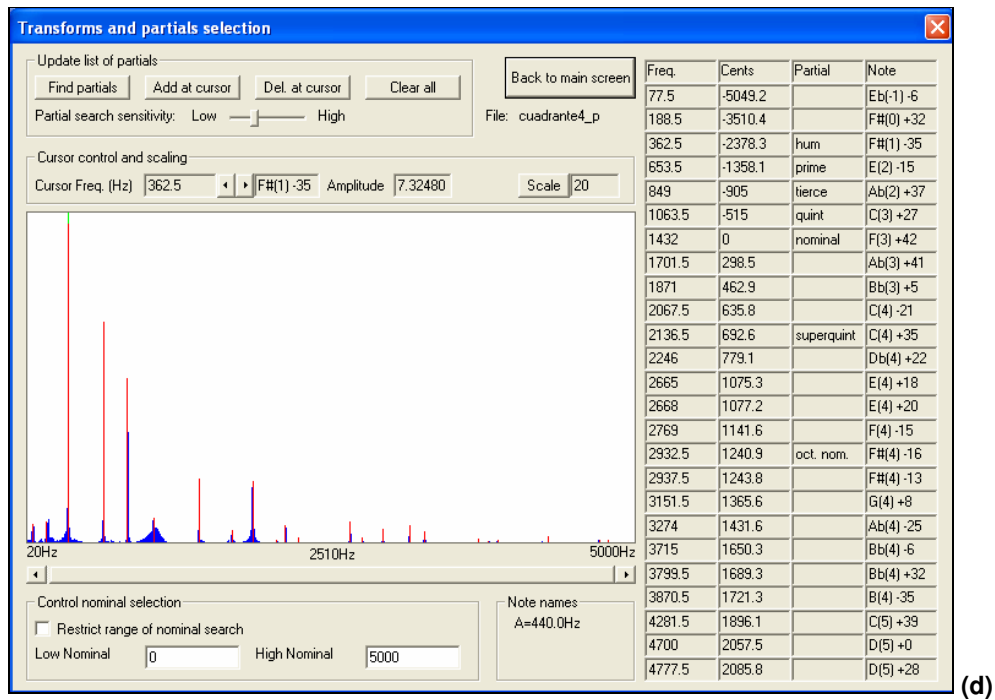 Transforms and partials selection
Update list of partials
Find partials Add at cursor Del. at cursor Clear all
Partial search sensitivity: Low High
Back to main screen
File: cuadrante4_p
Cursor control and scaling
Cursor Freq. (Hz) 362.5 F#(1) -35 Amplitude 7.32480 Scale 20
20Hz 2510Hz 5000Hz
Control nominal selection
Restrict range of nominal search
Low Nominal 0 High Nominal 5000
Note names
A=440.0Hz
Freq. Cents Partial Note
77.5 -5049.2 Eb(-1) -6
188.5 -3510.4 F#(0) +32
362.5 -2378.3 hum F#(1) -35
653.5 -1358.1 prime E(2) -15
849 -905 tierce Ab(2) +37
1063.5 -515 quint C(3) +27
1432 0 nominal F(3) +42
1701.5 298.5 Ab(3) +41
1871 462.9 Bb(3) +5
2067.5 635.8 C(4) -21
2136.5 692.6 superquint C(4) +35
2246 779.1 Db(4) +22
2665 1075.3 E(4) +18
2668 1077.2 E(4) +20
2769 1141.6 F(4) -15
2932.5 1240.9 oct. nom. F#(4) -16
2937.5 1243.8 F#(4) -13
3151.5 1365.6 G(4) +8
3274 1431.6 Ab(4) -25
3715 1650.3 Bb(4) -6
3799.5 1689.3 Bb(4) +32
3870.5 1721.3 B(4) -35
4281.5 1896.1 C(5) +39
4700 2057.5 D(5) +0
4777.5 2085.8 D(5) +28
(d)